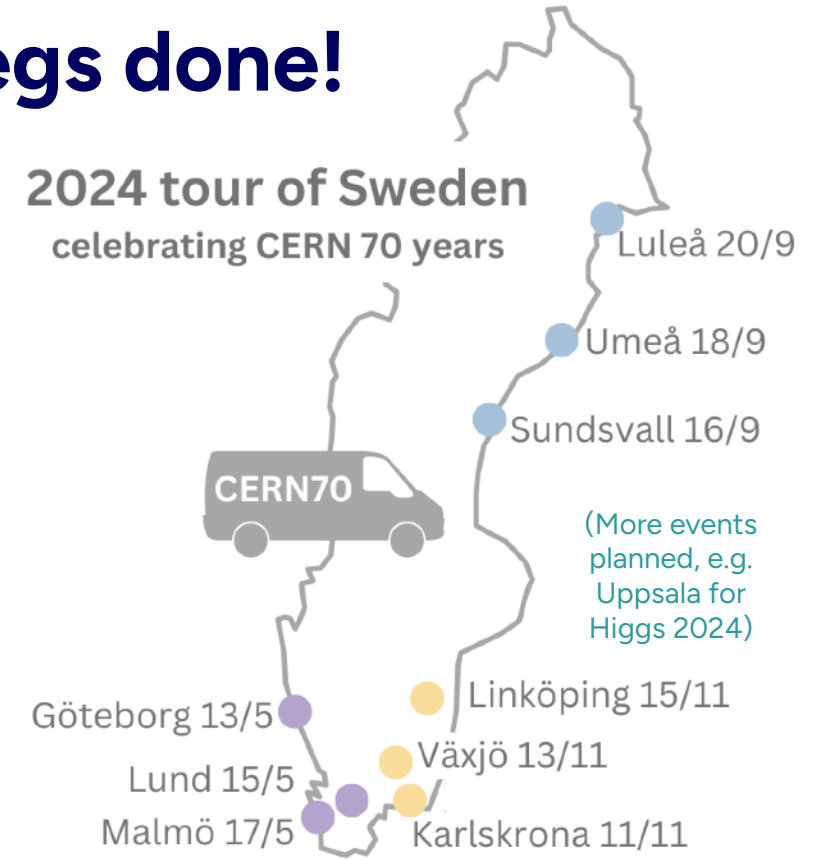 egs done!
2024 tour of Sweden
celebrating CERN 70 years
Luleå 20/9
Umeå 18/9
Sundsvall 16/9
CERN70
(More events
planned, e.g.
Uppsala for
Higgs 2024)
Linköping 15/11
Göteborg 13/5
Växjö 13/11
Lund 15/5
Malmö 17/5
Karlskrona 11/11